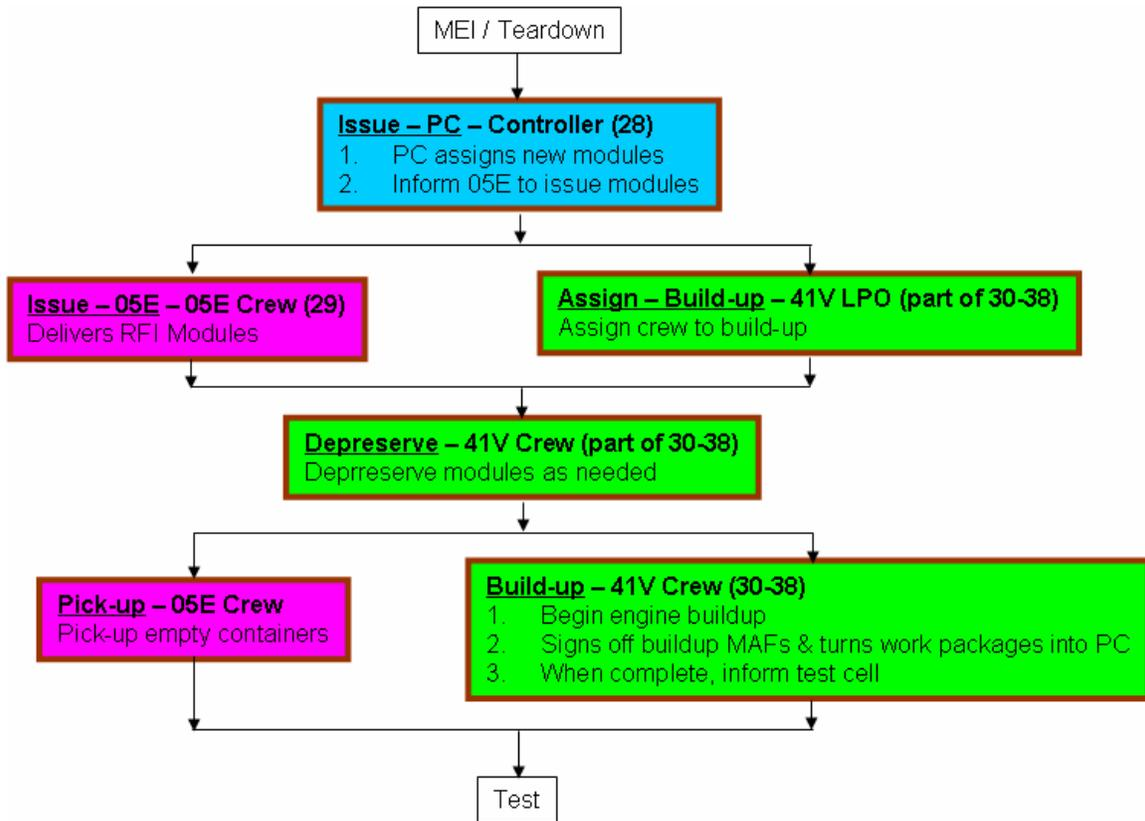 MEI / Teardown
Issue – PC – Controller (28)
1. PC assigns new modules
2. Inform 05E to issue modules
Issue – 05E – 05E Crew (29)
Delivers RFI Modules
Assign – Build-up – 41V LPO (part of 30-38)
Assign crew to build-up
Depreserve – 41V Crew (part of 30-38)
Deprreserve modules as needed
Pick-up – 05E Crew
Pick-up empty containers
Build-up – 41V Crew (30-38)
1. Begin engine buildup
2. Signs off buildup MAFs & turns work packages into PC
3. When complete, inform test cell
Test